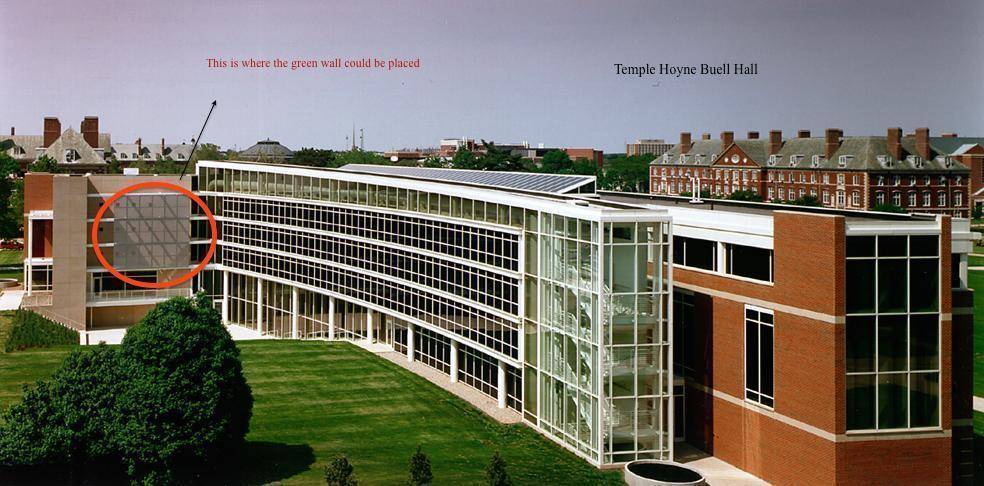 This is where the green wall could be placed
Temple Hoyne Buell Hall